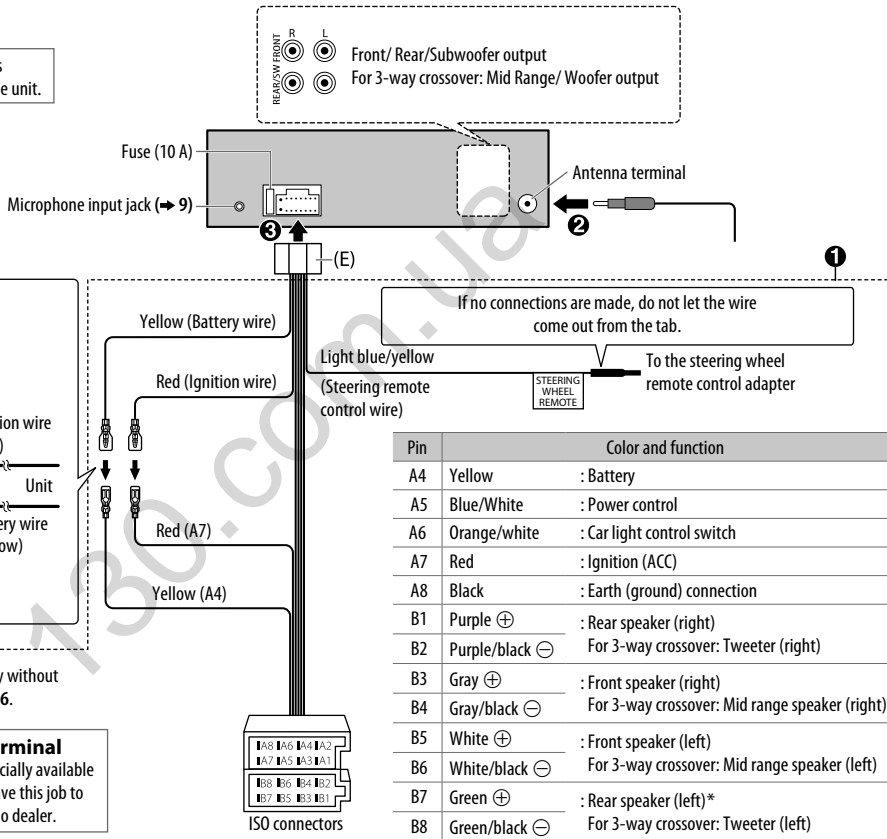 s
e unit.
R L
REAR/SW FRONT
Front/ Rear/Subwoofer output
For 3-way crossover: Mid Range/ Woofer output
Fuse (10 A)
Antenna terminal
Microphone input jack (➜ 9)
❸
❷
(E)
❶
If no connections are made, do not let the wire
come out from the tab.
Yellow (Battery wire)
Light blue/yellow
(Steering remote
control wire)
STEERING
WHEEL
REMOTE
To the steering wheel
remote control adapter
Red (Ignition wire)
ion wire
)
Unit
ery wire
ow)
Red (A7)
Yellow (A4)
Pin Color and function
A4 Yellow : Battery
A5 Blue/White : Power control
A6 Orange/white : Car light control switch
A7 Red : Ignition (ACC)
A8 Black : Earth (ground) connection
B1 Purple ⊕ : Rear speaker (right)
B2 Purple/black ⊖ For 3-way crossover: Tweeter (right)
B3 Gray ⊕ : Front speaker (right)
B4 Gray/black ⊖ For 3-way crossover: Mid range speaker (right)
B5 White ⊕ : Front speaker (left)
B6 White/black ⊖ For 3-way crossover: Mid range speaker (left)
B7 Green ⊕ : Rear speaker (left)*
B8 Green/black ⊖ For 3-way crossover: Tweeter (left)
y without
6.
rminal
cially available
ve this job to
o dealer.
A8 A6 A4 A2
A7 A5 A3 A1
B8 B6 B4 B2
B7 B5 B3 B1
ISO connectors
130.com.ua